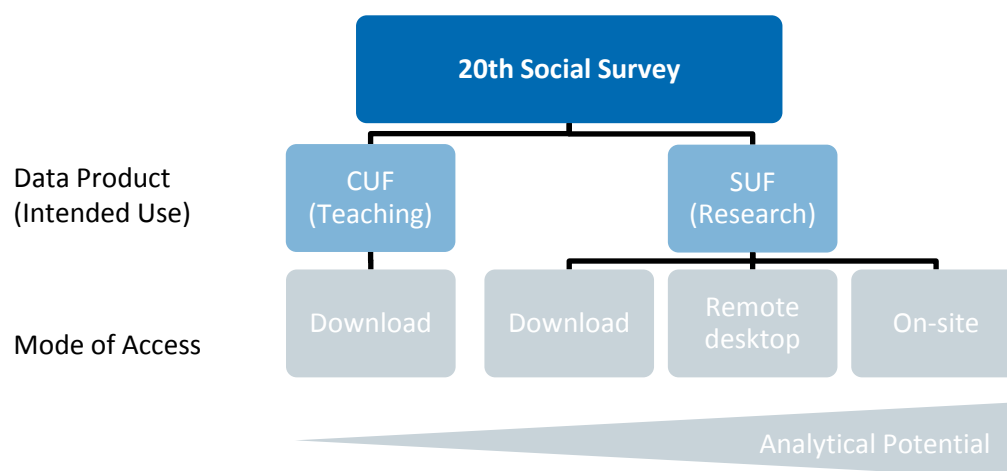 20th Social Survey
Data Product
(Intended Use)
CUF
(Teaching)
SUF
(Research)
Mode of Access
Download
Download
Remote
desktop
On-site
Analytical Potential